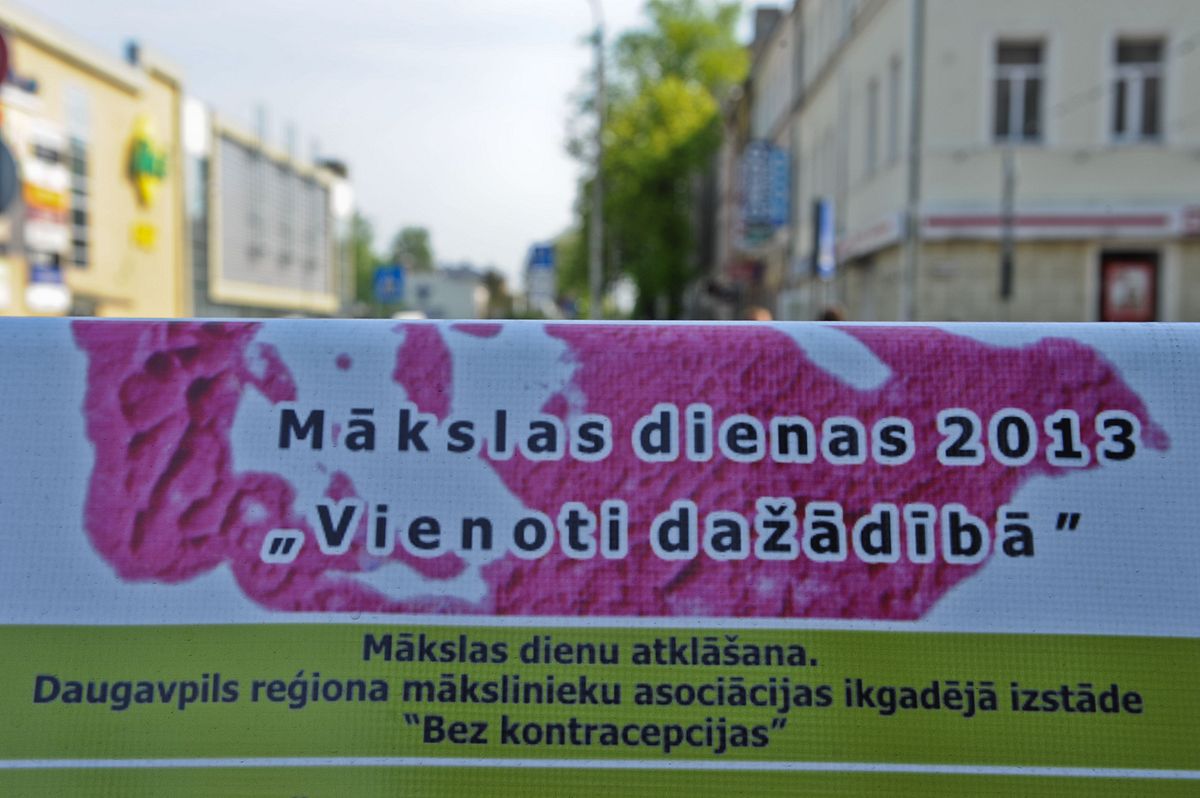 Mākslas dienas 2013
„Vienoti dažādībā”
Mākslas dienu atklāšana.
Daugavpils reģiona mākslinieku asociācijas ikgadējā izstāde
“Bez kontracepcijas”